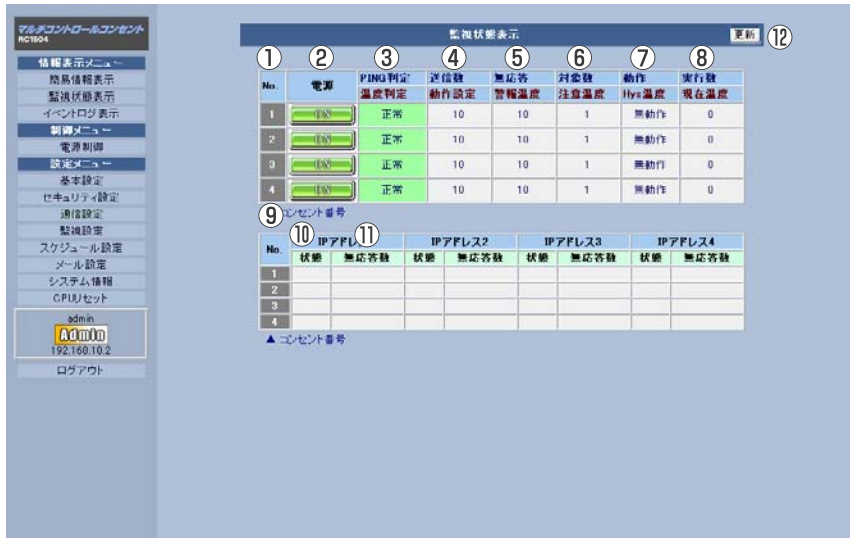 マルチコントロールコンセント
RC1504
情報表示メニュー
簡易情報表示
監視状態表示
イベントログ表示
制御メニュー
電源制御
設定メニュー
基本設定
セキュリティ設定
通信設定
監視設定
スケジュール設定
メール設定
システム情報
CPUリセット
admin
Admin
192.168.10.2
ログアウト
監視状態表示 更新 ⑫
① ② ③ ④ ⑤ ⑥ ⑦ ⑧
No. 電源 PING判定 送信数 無応答 対象数 動作 実行数
温度判定 動作設定 警報温度 注意温度 Hys温度 現在温度
1 ON 正常 10 10 1 無動作 0
2 ON 正常 10 10 1 無動作 0
3 ON 正常 10 10 1 無動作 0
4 ON 正常 10 10 1 無動作 0
⑨ コンセント番号
⑩ ⑪
No. IPアドレス IPアドレス2 IPアドレス3 IPアドレス4
状態 無応答数 状態 無応答数 状態 無応答数 状態 無応答数
1
2
3
4
▲ コンセント番号